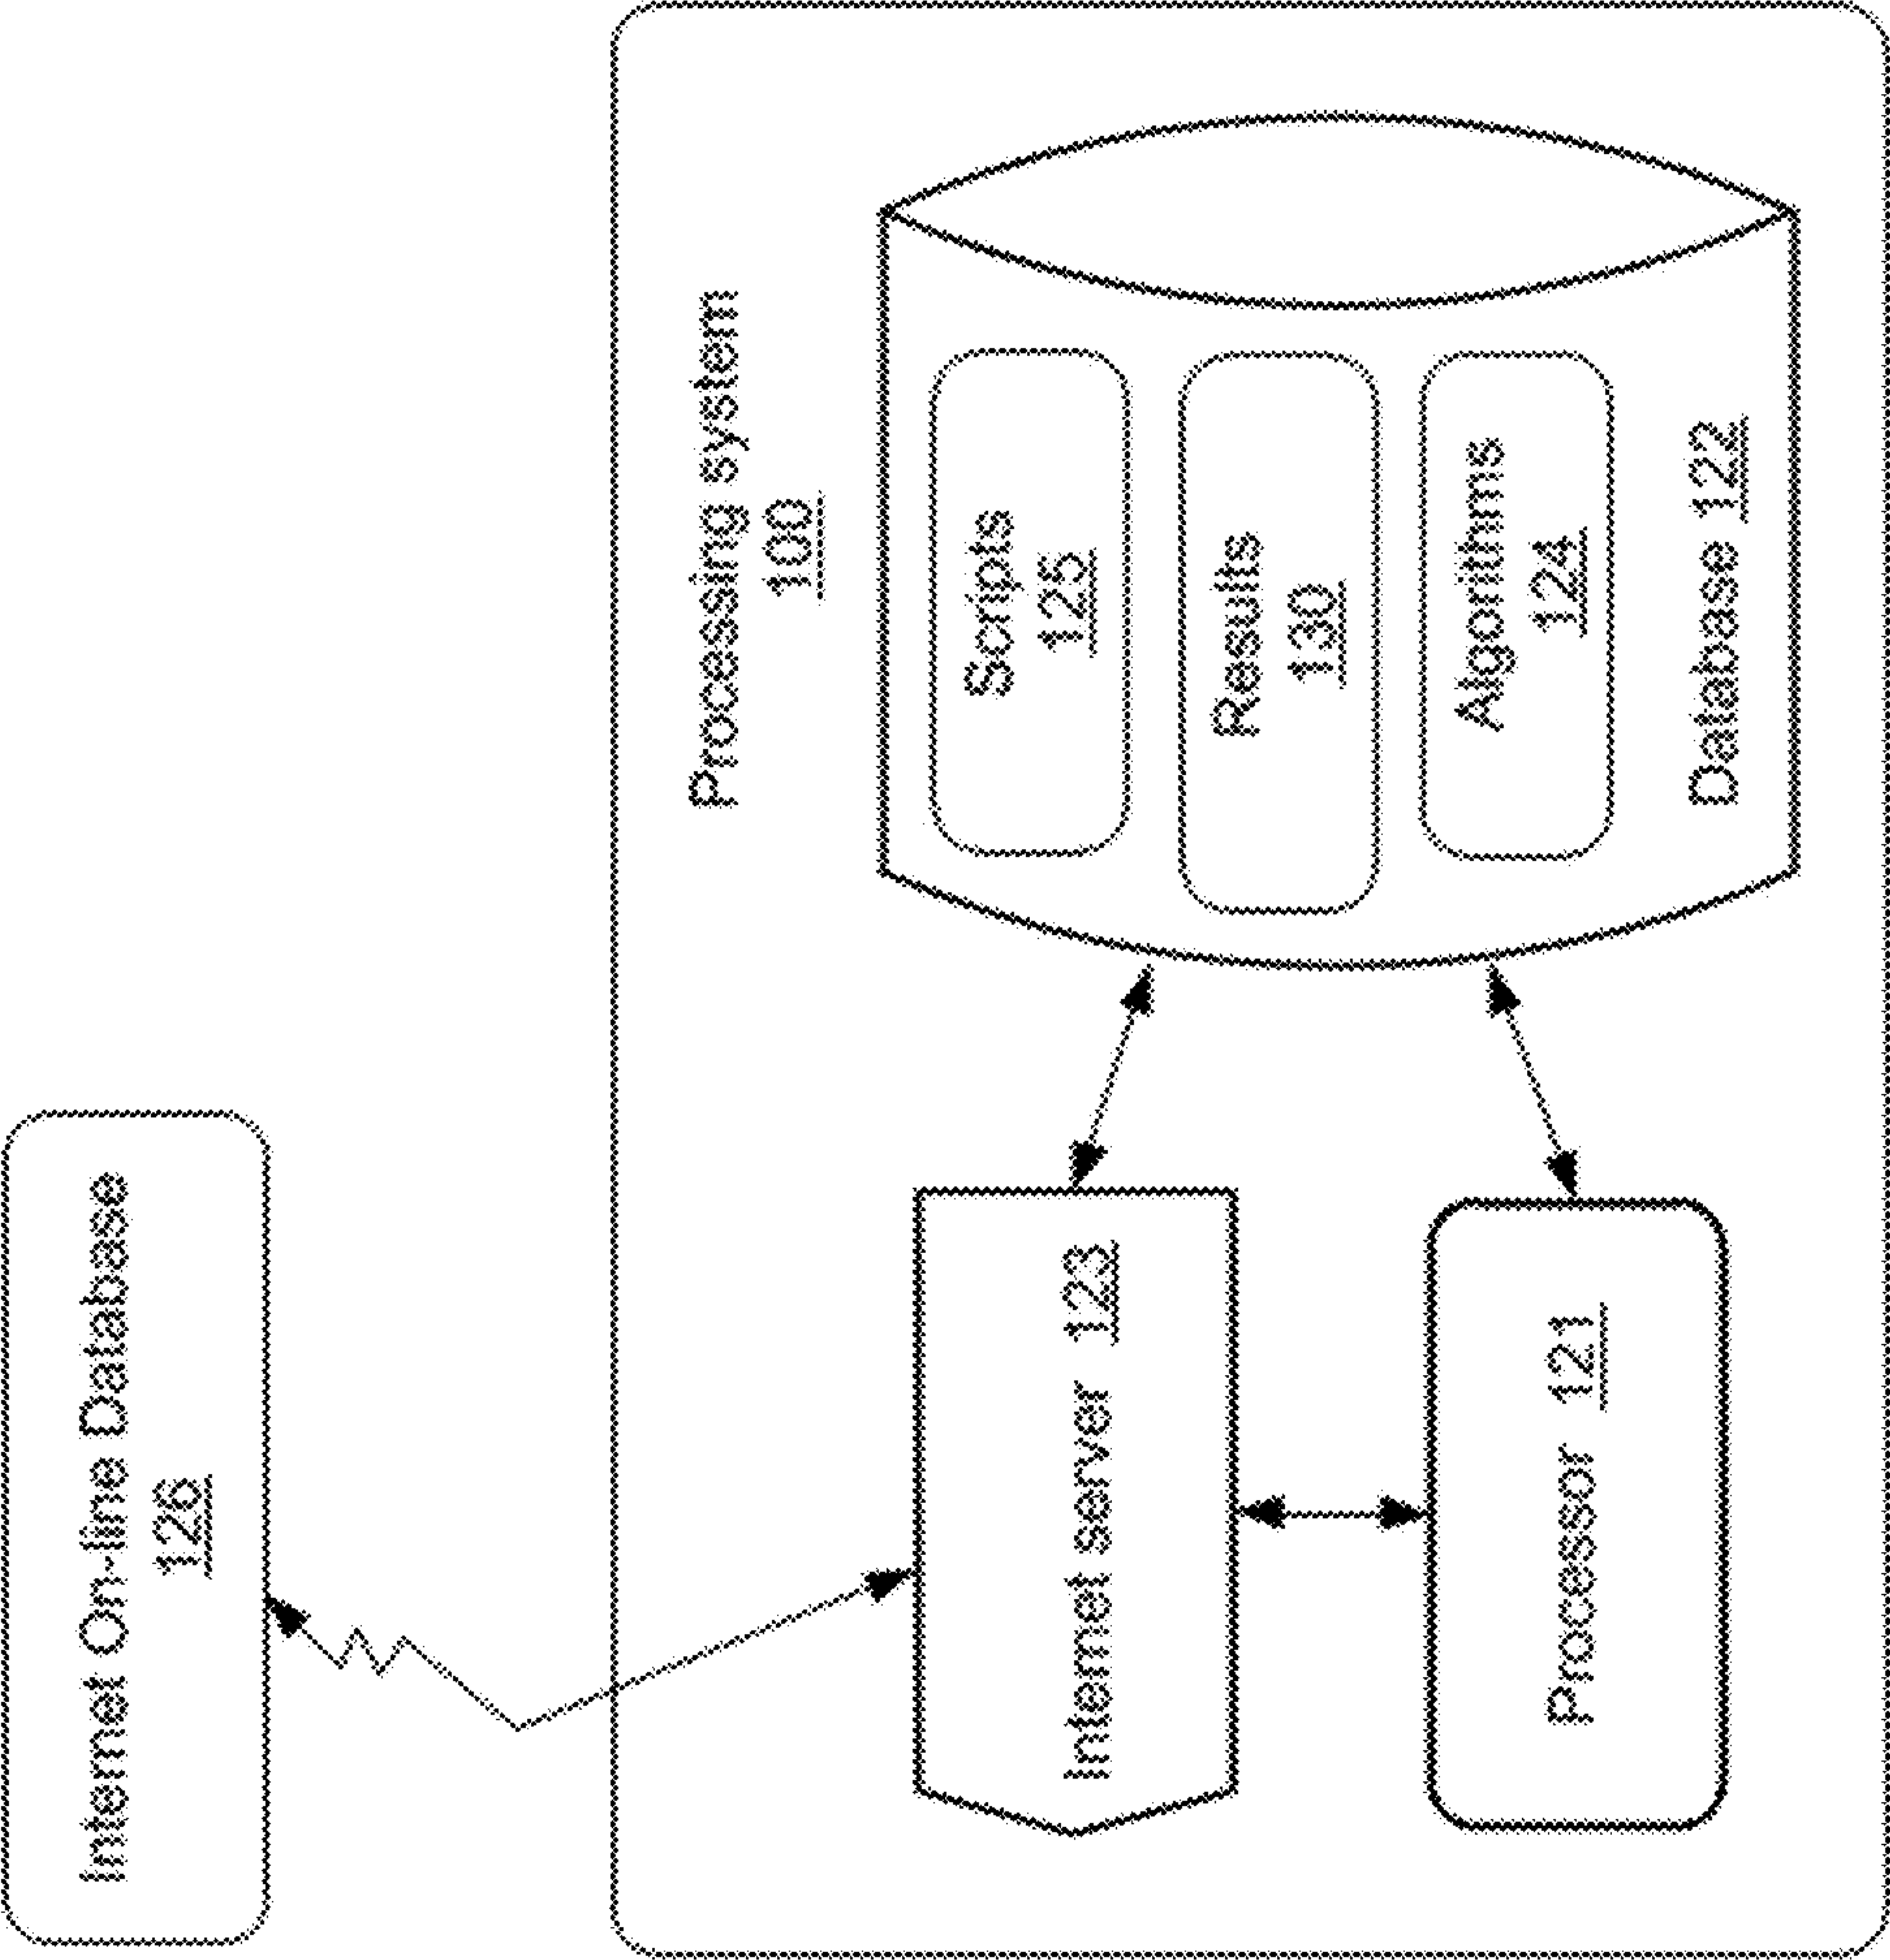 Internet On-line Database
126
Processing system
100
Internet server 123
Scripts
125
Results
130
Algorithms
124
Processor 121
Database 122